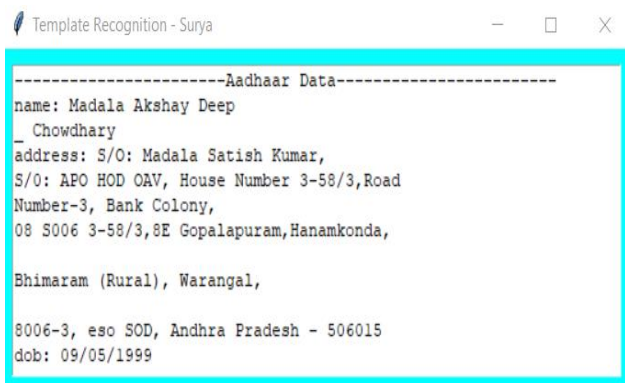 Template Recognition - Surya
-----------------------Aadhaar Data------------------------
name: Madala Akshay Deep
_ Chowdhary
address: S/O: Madala Satish Kumar,
S/0: APO HOD OAV, House Number 3-58/3,Road
Number-3, Bank Colony,
08 S006 3-58/3,8E Gopalapuram,Hanamkonda,
Bhimaram (Rural), Warangal,
8006-3, eso SOD, Andhra Pradesh - 506015
dob: 09/05/1999